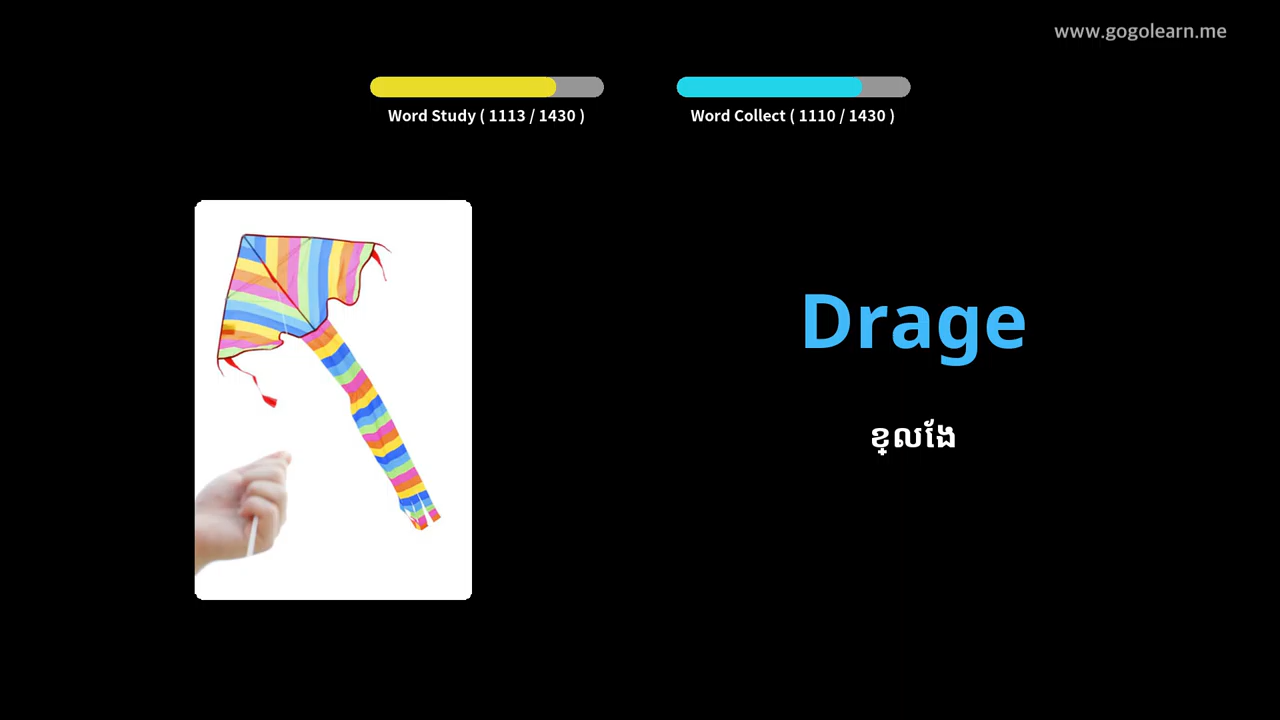 www.gogolearn.me
Word Study ( 1113 / 1430 )
Word Collect ( 1110 / 1430 )
Drage
ខ្លែង